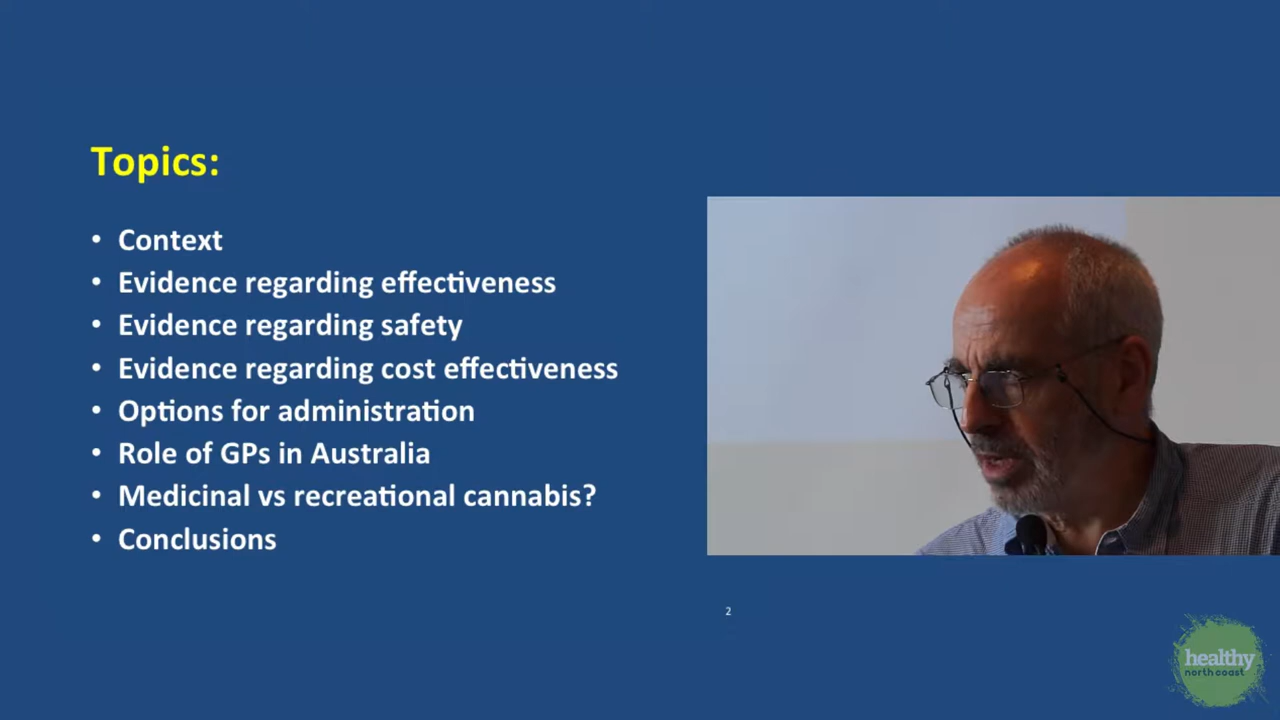 Topics:
• Context
• Evidence regarding effectiveness
• Evidence regarding safety
• Evidence regarding cost effectiveness
• Options for administration
• Role of GPs in Australia
• Medicinal vs recreational cannabis?
• Conclusions
2
healthy
north coast